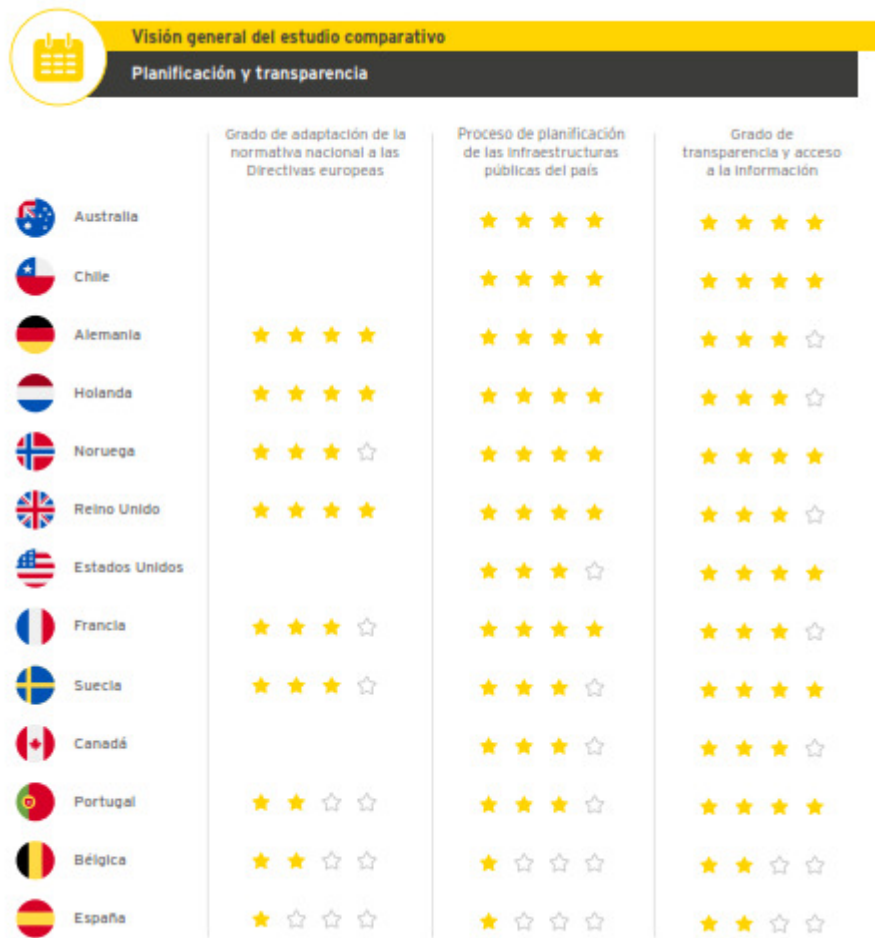 Visión general del estudio comparativo
Planificación y transparencia
Grado de adaptación de la
normativa nacional a las
Directivas europeas
Proceso de planificación
de las infraestructuras
públicas del país
Grado de
transparencia y acceso
a la información
Australia
Chile
Alemania
Holanda
Noruega
Reino Unido
Estados Unidos
Francia
Suecia
Canadá
Portugal
Bélgica
España